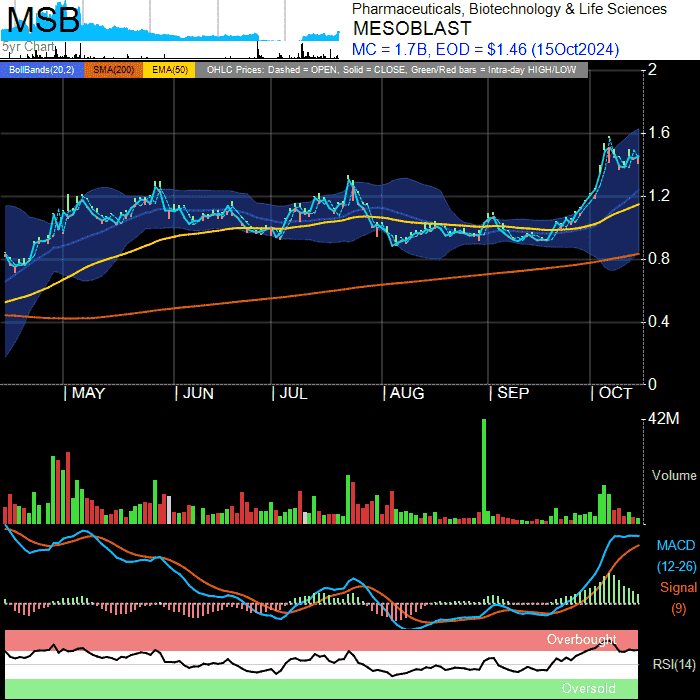 MSB
5yr Chart
Pharmaceuticals, Biotechnology & Life Sciences
MESOBLAST
MC = 1.7B, EOD = $1.46 (15Oct2024)
BollBands(20,2) SMA(200) EMA(50) OHLC Prices: Dashed = OPEN, Solid = CLOSE, Green/Red bars = Intra-day HIGH/LOW
2
1.6
1.2
0.8
0.4
0
MAY JUN JUL AUG SEP OCT
42M
Volume
MACD
(12-26)
Signal
(9)
Overbought
RSI(14)
Oversold